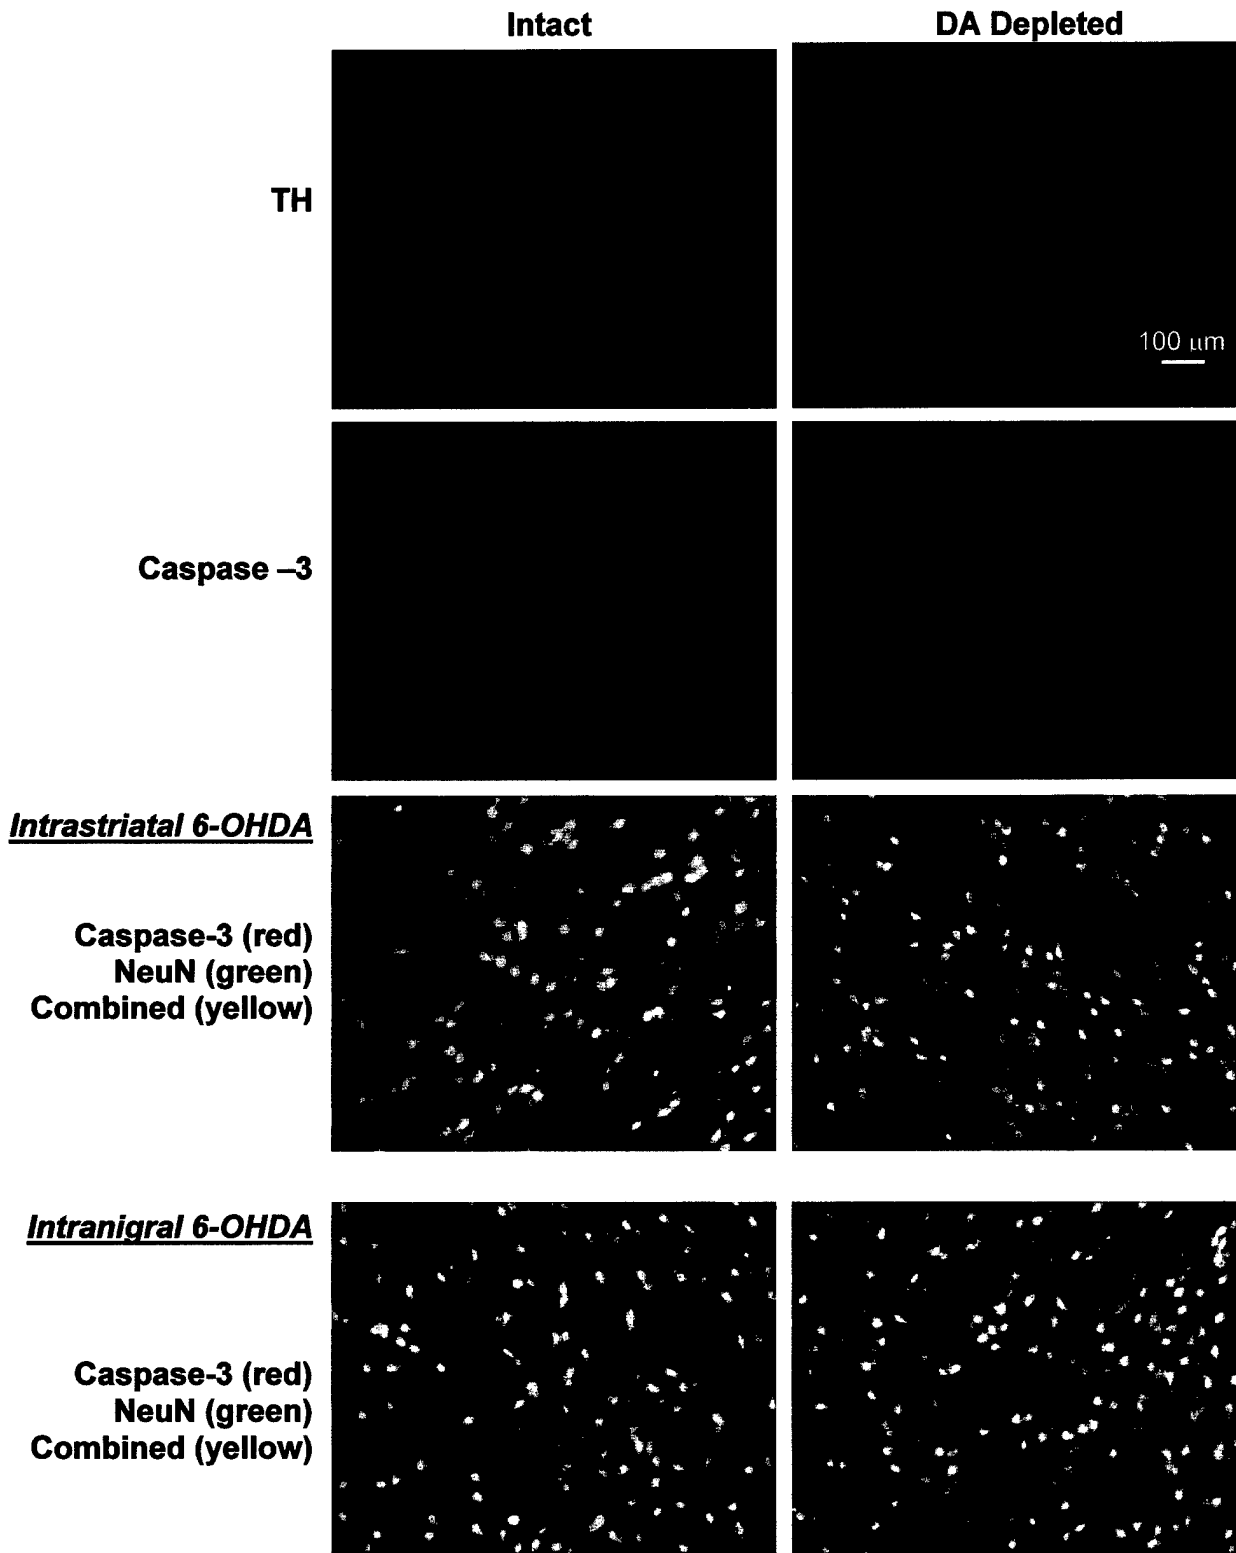 Intact
DA Depleted
TH
100 µm
Caspase –3
Intrastriatal 6-OHDA
Caspase-3 (red)
NeuN (green)
Combined (yellow)
Intranigral 6-OHDA
Caspase-3 (red)
NeuN (green)
Combined (yellow)